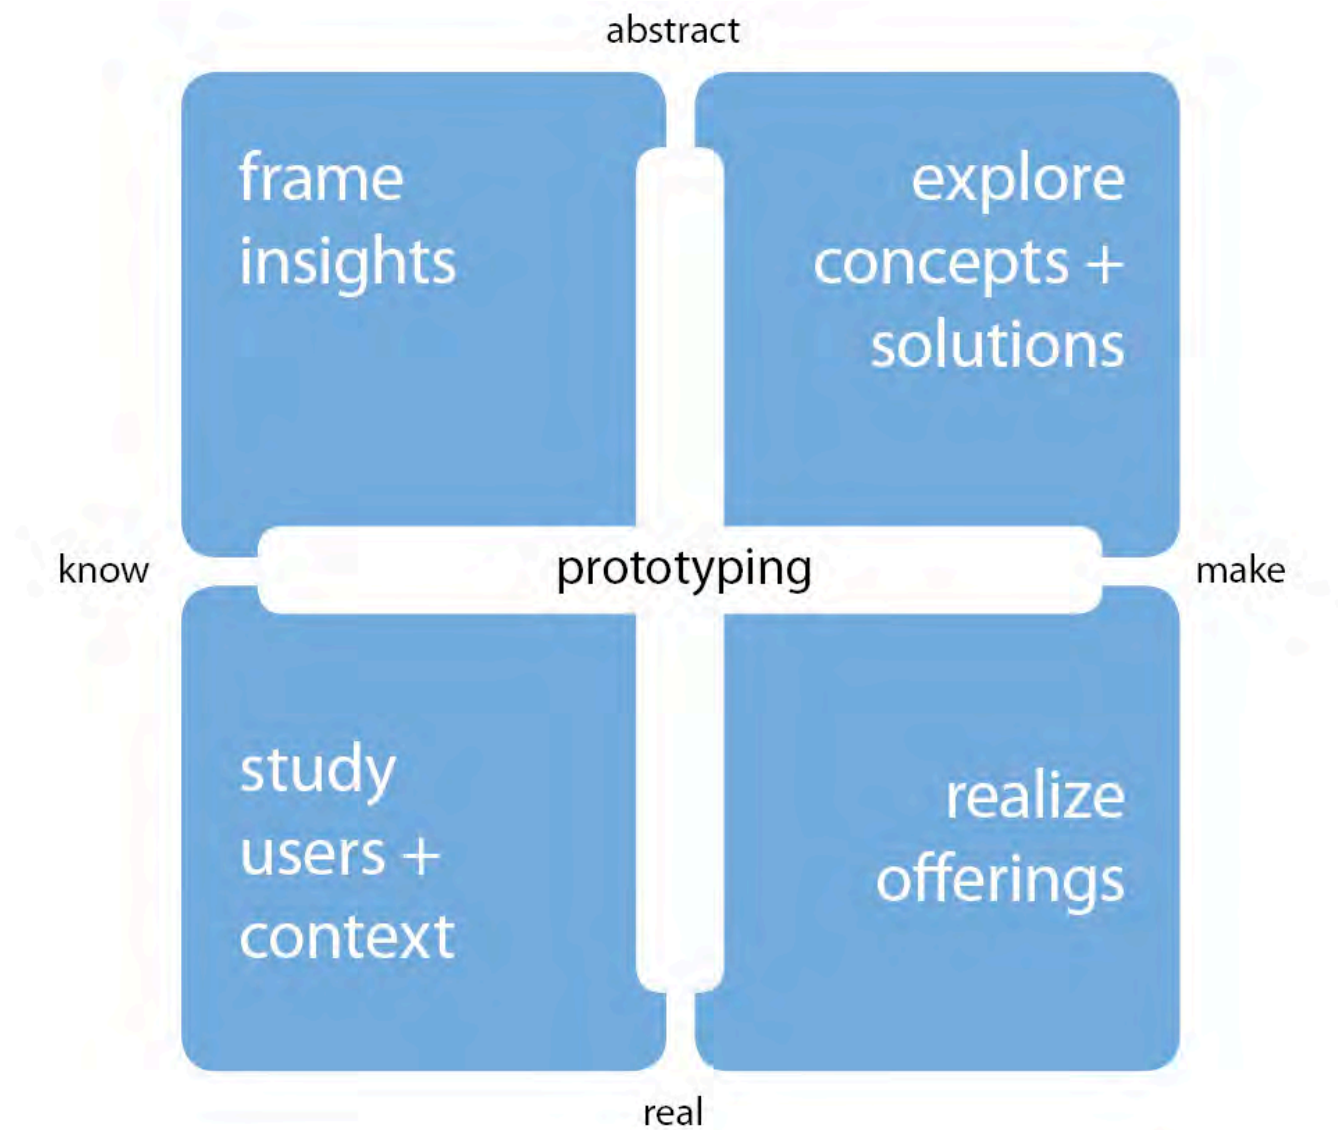 abstract
frame
insights
explore
concepts +
solutions
know
prototyping
make
study
users +
context
realize
offerings
real